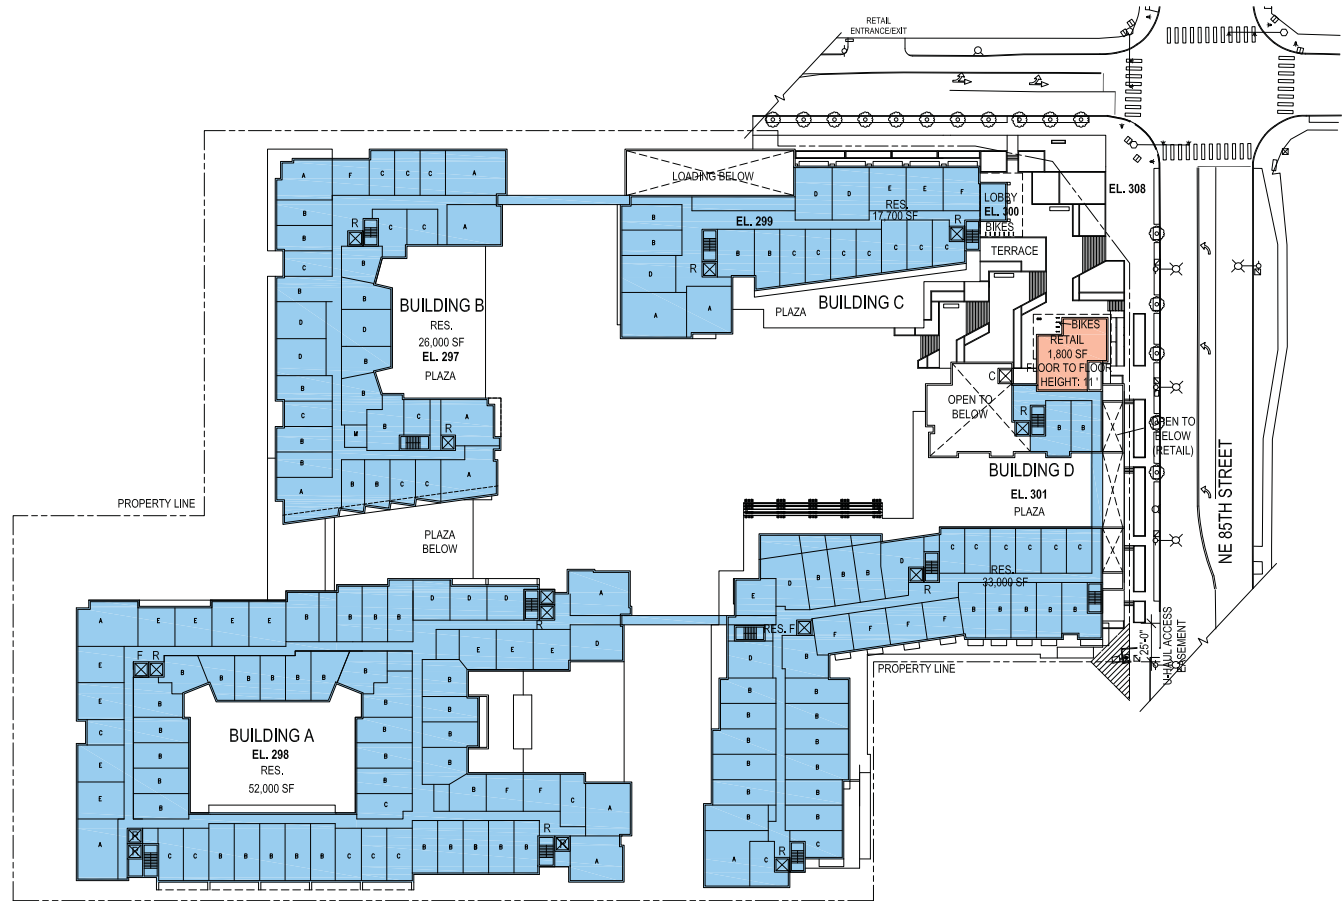 RETAIL
ENTRANCE/EXIT
LOADING BELOW
EL. 308
LOBBY
EL. 300
BIKES
RES.
17,700 SF
EL. 299
R
R
R
TERRACE
BUILDING C
PLAZA
BUILDING B
RES.
26,000 SF
EL. 297
PLAZA
R
BIKES
RETAIL
1,800 SF
FLOOR TO FLOOR
HEIGHT: 11'
C
OPEN TO
BELOW
R
OPEN TO
BELOW
(RETAIL)
BUILDING D
EL. 301
PLAZA
NE 85TH STREET
PROPERTY LINE
PLAZA
BELOW
RES.
33,000 SF
R
RES. F
R
25'-0"
U-HAUL ACCESS
EASEMENT
PROPERTY LINE
F R
BUILDING A
EL. 298
RES.
52,000 SF
R
R
A F C C C A
B B C C C A
B D D B C B B A
B D B B C A M B
B B C C A
D D E E F
B B D A A
B B C C C C C C C
B B
D B B B D
C C C C C C
B B B B B
F F F F
E B D B B B B B B B B A C C
A E E E E B B B B D D D A
E E E D
B B B B B B B
E E C E E A
B B B B B
B B B B C
B B B B
B F F C A
C C B B B B B C C C B B B B B A